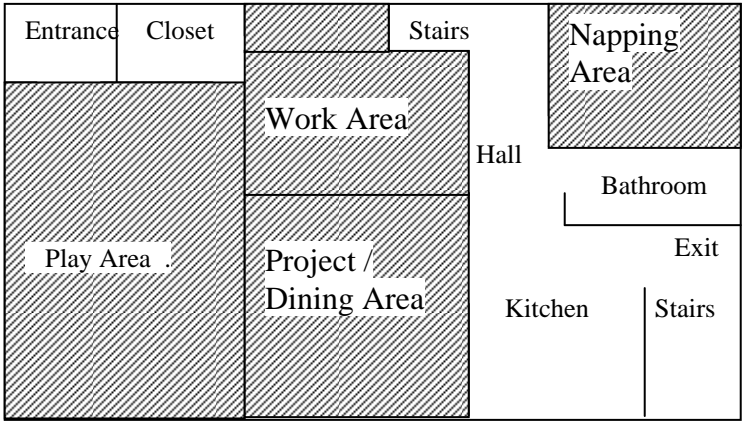 Entrance
Closet
Stairs
Napping
Area
Work Area
Hall
Bathroom
Play Area .
Project /
Dining Area
Exit
Kitchen
Stairs